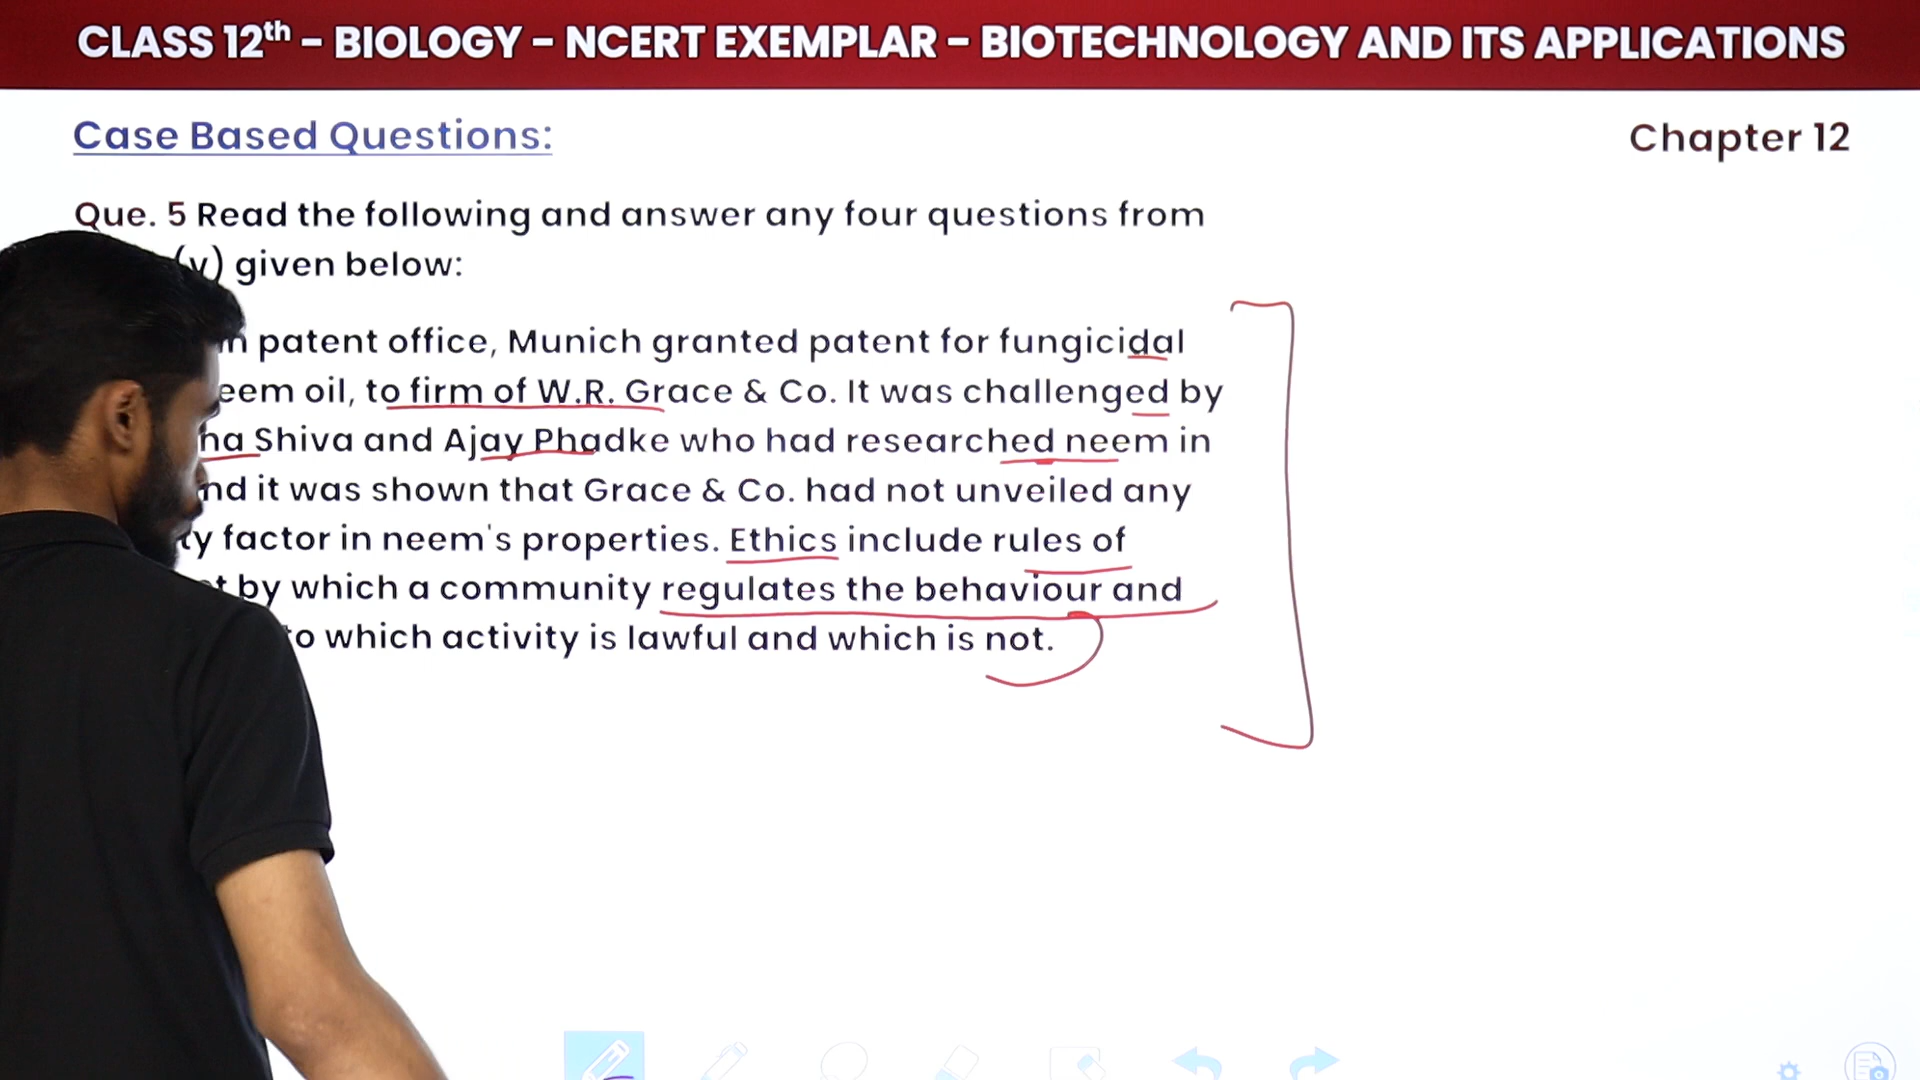 CLASS 12th - BIOLOGY - NCERT EXEMPLAR - BIOTECHNOLOGY AND ITS APPLICATIONS
Case Based Questions:
Chapter 12
Que. 5 Read the following and answer any four questions from
(v) given below:
patent office, Munich granted patent for fungicidal
oil, to firm of W.R. Grace & Co. It was challenged by
Shiva and Ajay Phadke who had researched neem in
it was shown that Grace & Co. had not unveiled any
factor in neem's properties. Ethics include rules of
by which a community regulates the behaviour and
to which activity is lawful and which is not.